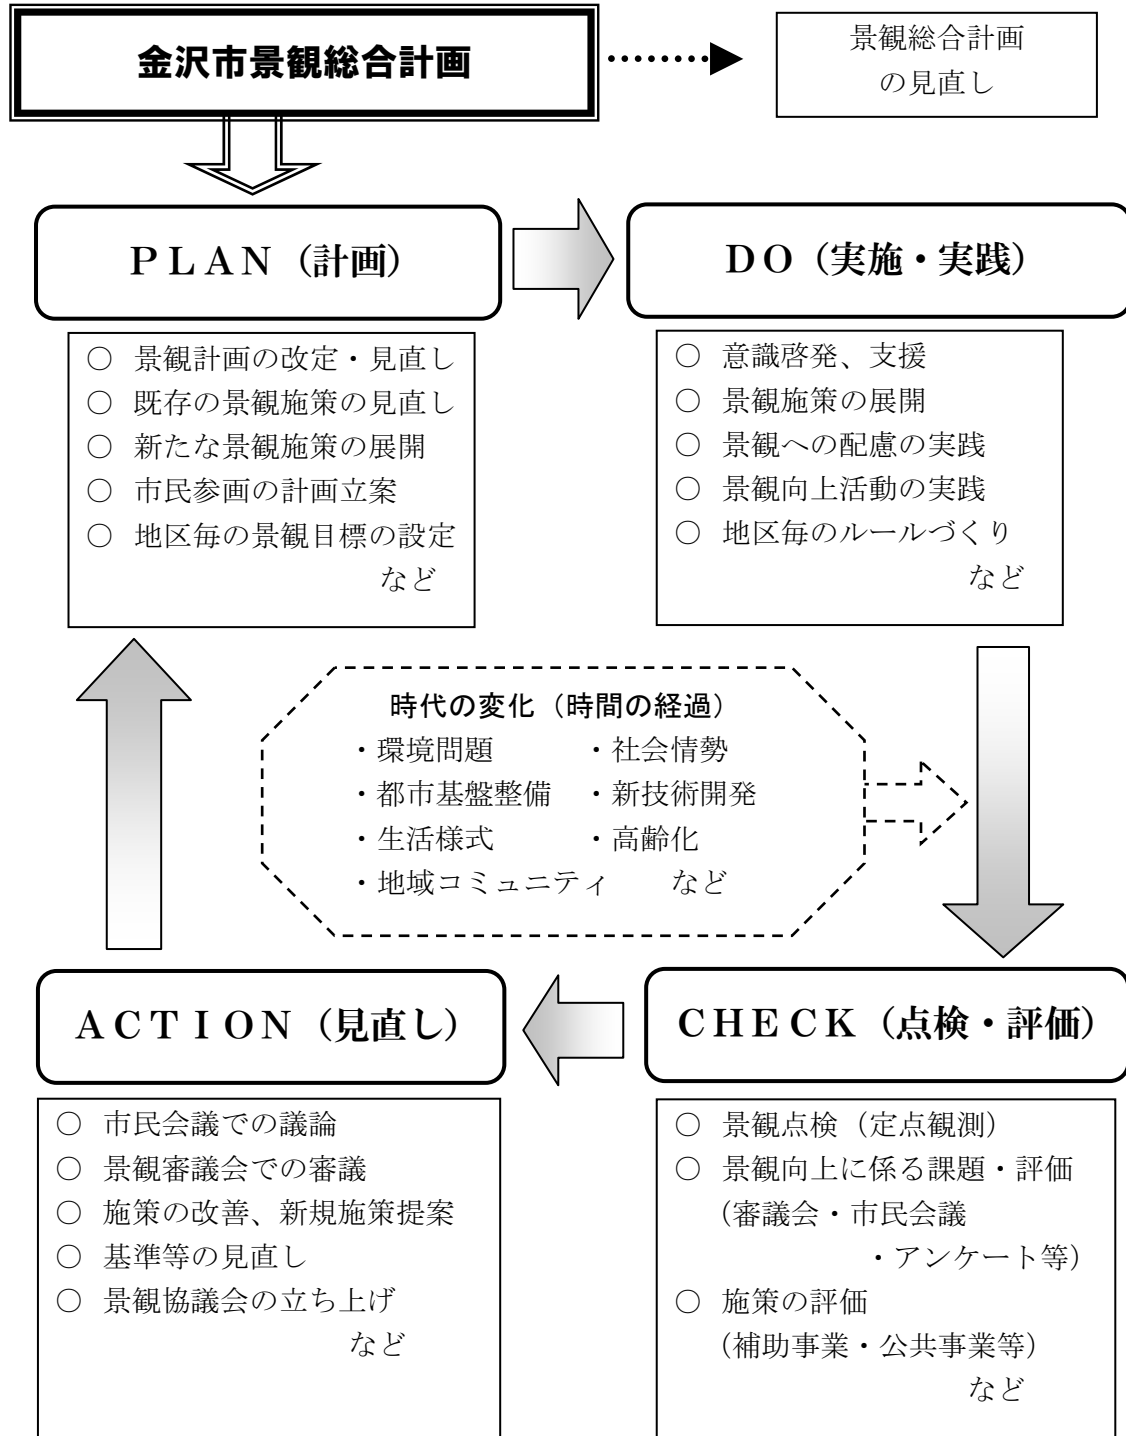 金沢市景観総合計画
景観総合計画
の見直し
ＰＬＡＮ（計画）
○ 景観計画の改定・見直し
○ 既存の景観施策の見直し
○ 新たな景観施策の展開
○ 市民参画の計画立案
○ 地区毎の景観目標の設定
など
ＤＯ（実施・実践）
○ 意識啓発、支援
○ 景観施策の展開
○ 景観への配慮の実践
○ 景観向上活動の実践
○ 地区毎のルールづくり
など
時代の変化（時間の経過）
・環境問題 ・社会情勢
・都市基盤整備 ・新技術開発
・生活様式 ・高齢化
・地域コミュニティ など
ＡＣＴＩＯＮ（見直し）
○ 市民会議での議論
○ 景観審議会での審議
○ 施策の改善、新規施策提案
○ 基準等の見直し
○ 景観協議会の立ち上げ
など
ＣＨＥＣＫ（点検・評価）
○ 景観点検（定点観測）
○ 景観向上に係る課題・評価
（審議会・市民会議
・アンケート等）
○ 施策の評価
（補助事業・公共事業等）
など